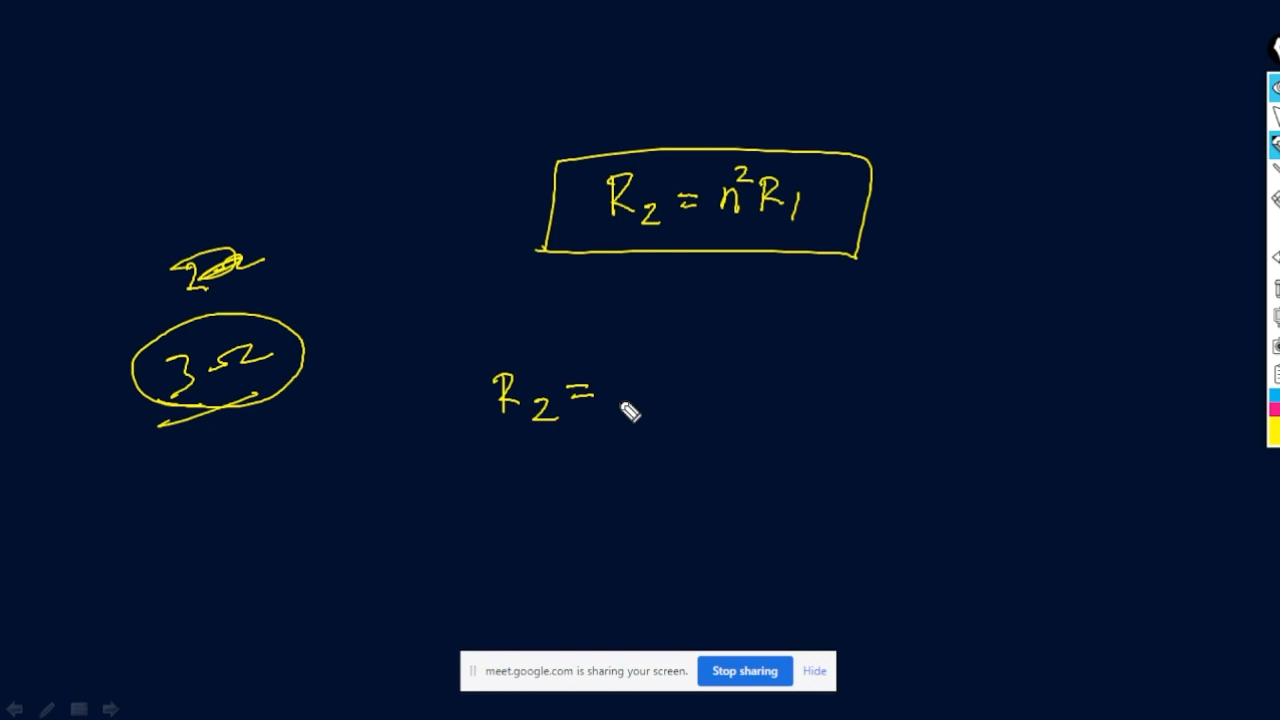 R₂ = n²R₁
3Ω
R₂ =
meet.google.com is sharing your screen. Stop sharing Hide